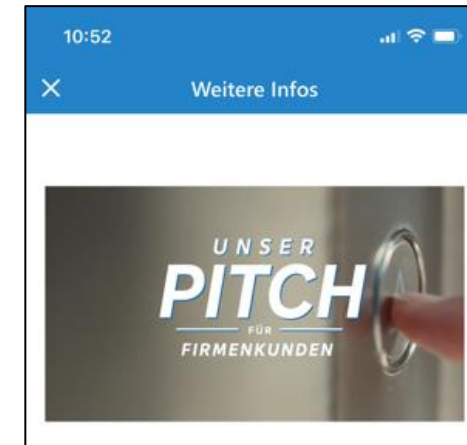 10:52
Weitere Infos
UNSER
PITCH
FÜR
FIRMENKUNDEN